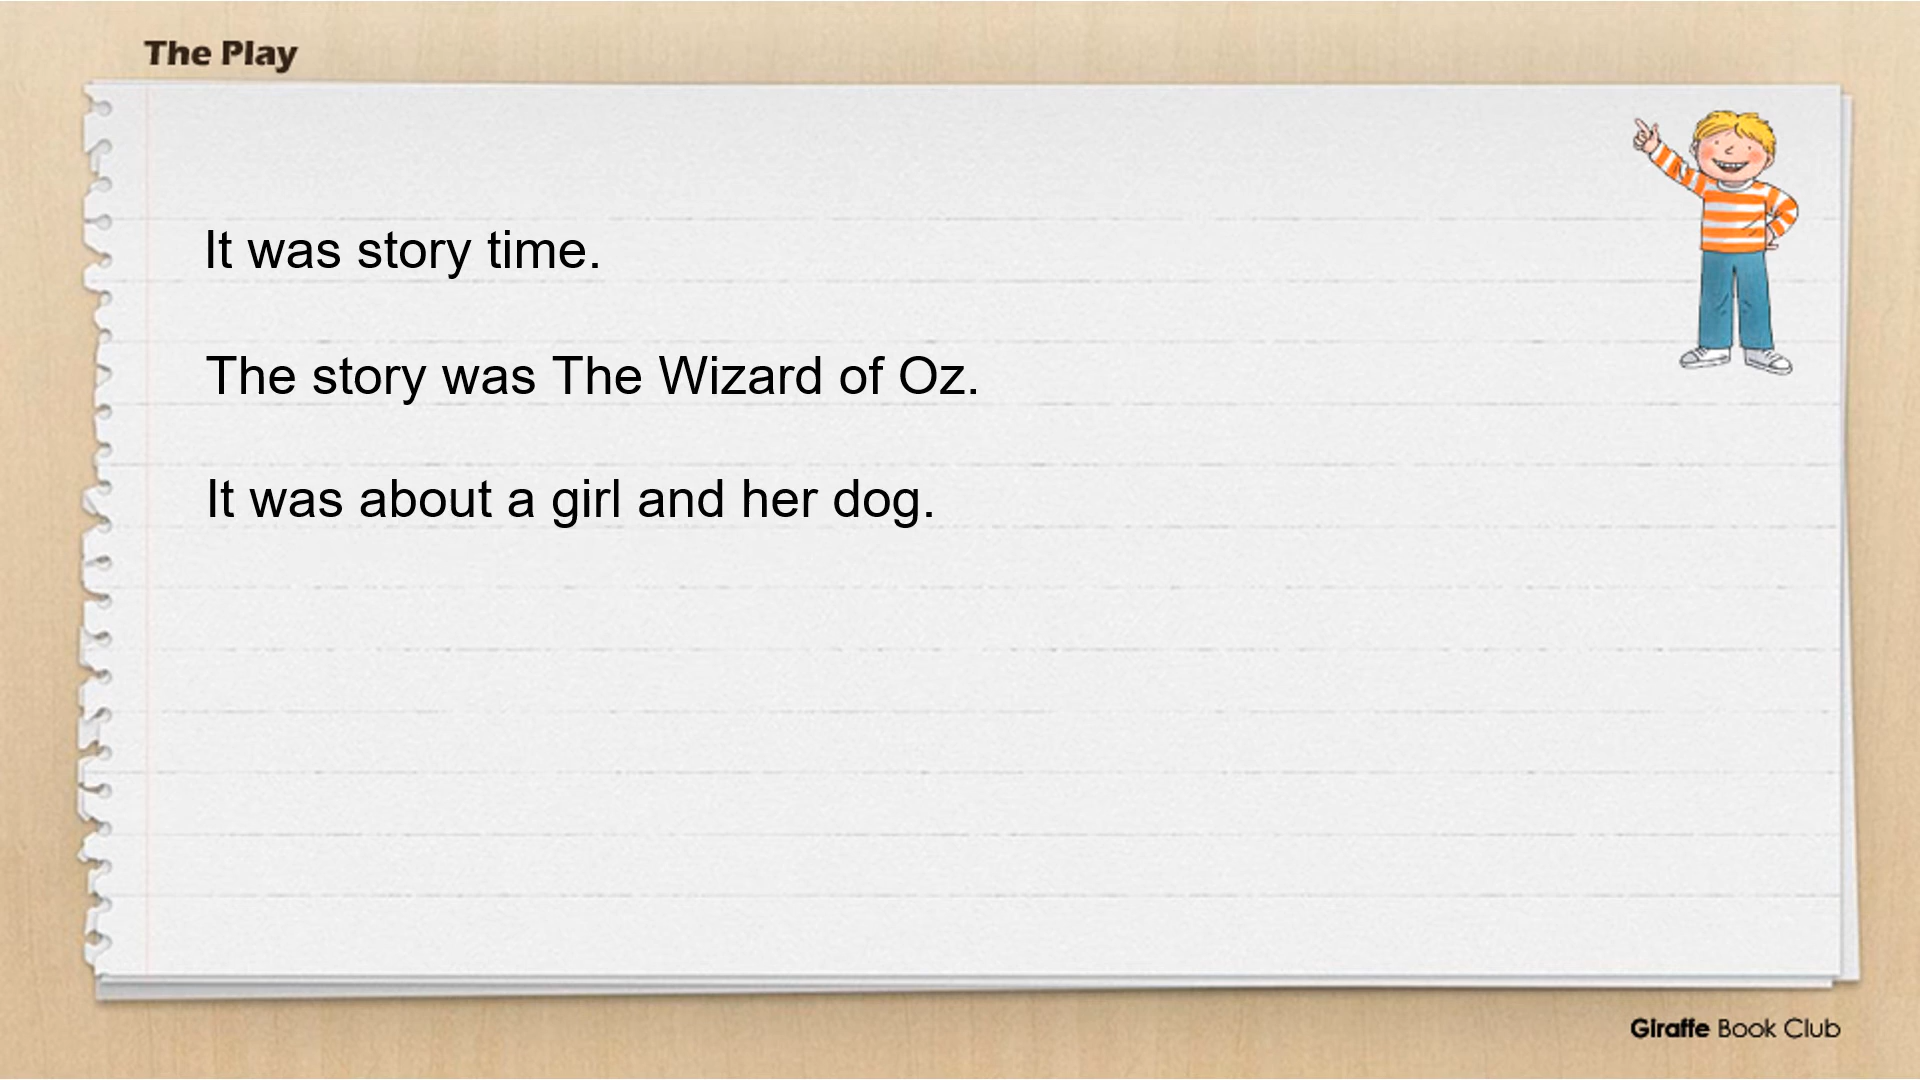 The Play
It was story time.
The story was The Wizard of Oz.
It was about a girl and her dog.
Giraffe Book Club